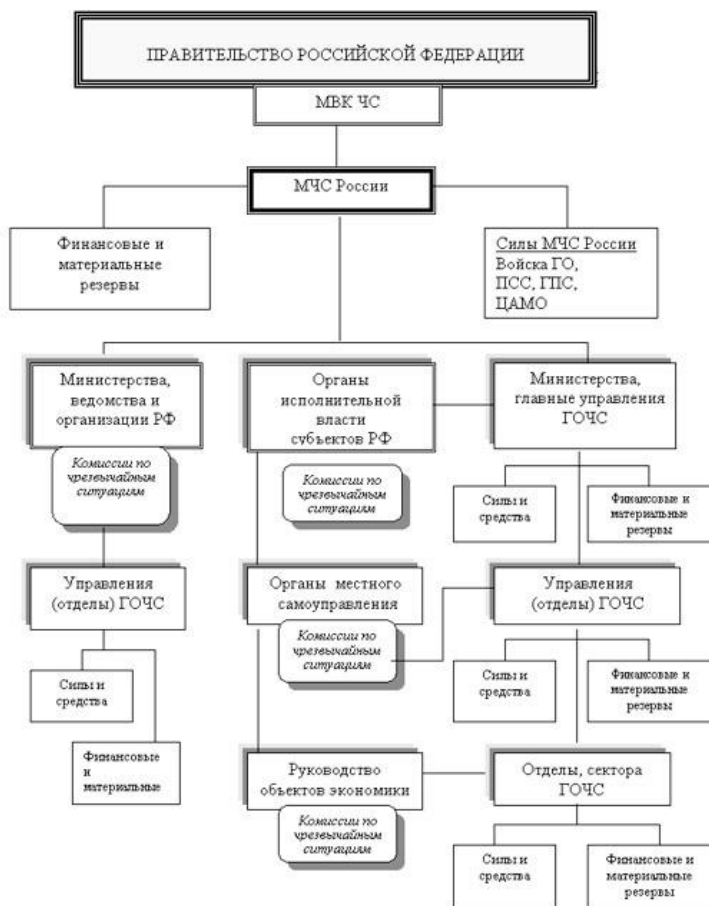 ПРАВИТЕЛЬСТВО РОССИЙСКОЙ ФЕДЕРАЦИИ
МВК ЧС
МЧС России
Финансовые и
материальные
резервы
Силы МЧС России
Войска ГО,
ПСС, ГПС,
ЦАМО
Министерства,
ведомства и
организации РФ
Комиссии по
чрезвычайным
ситуациям
Органы
исполнительной
власти
субъектов РФ
Комиссии по
чрезвычайным
ситуациям
Министерства,
главные управления
ГОЧС
Силы и
средства
Финансовые и
материальные
резервы
Управления
(отделы) ГОЧС
Силы и
средства
Финансовые
и
материальные
Органы местного
самоуправления
Комиссии по
чрезвычайным
ситуациям
Управления
(отделы) ГОЧС
Силы и
средства
Финансовые и
материальные
резервы
Руководство
объектов экономики
Комиссии по
чрезвычайным
ситуациям
Отделы, сектора
ГОЧС
Силы и
средства
Финансовые и
материальные
резервы